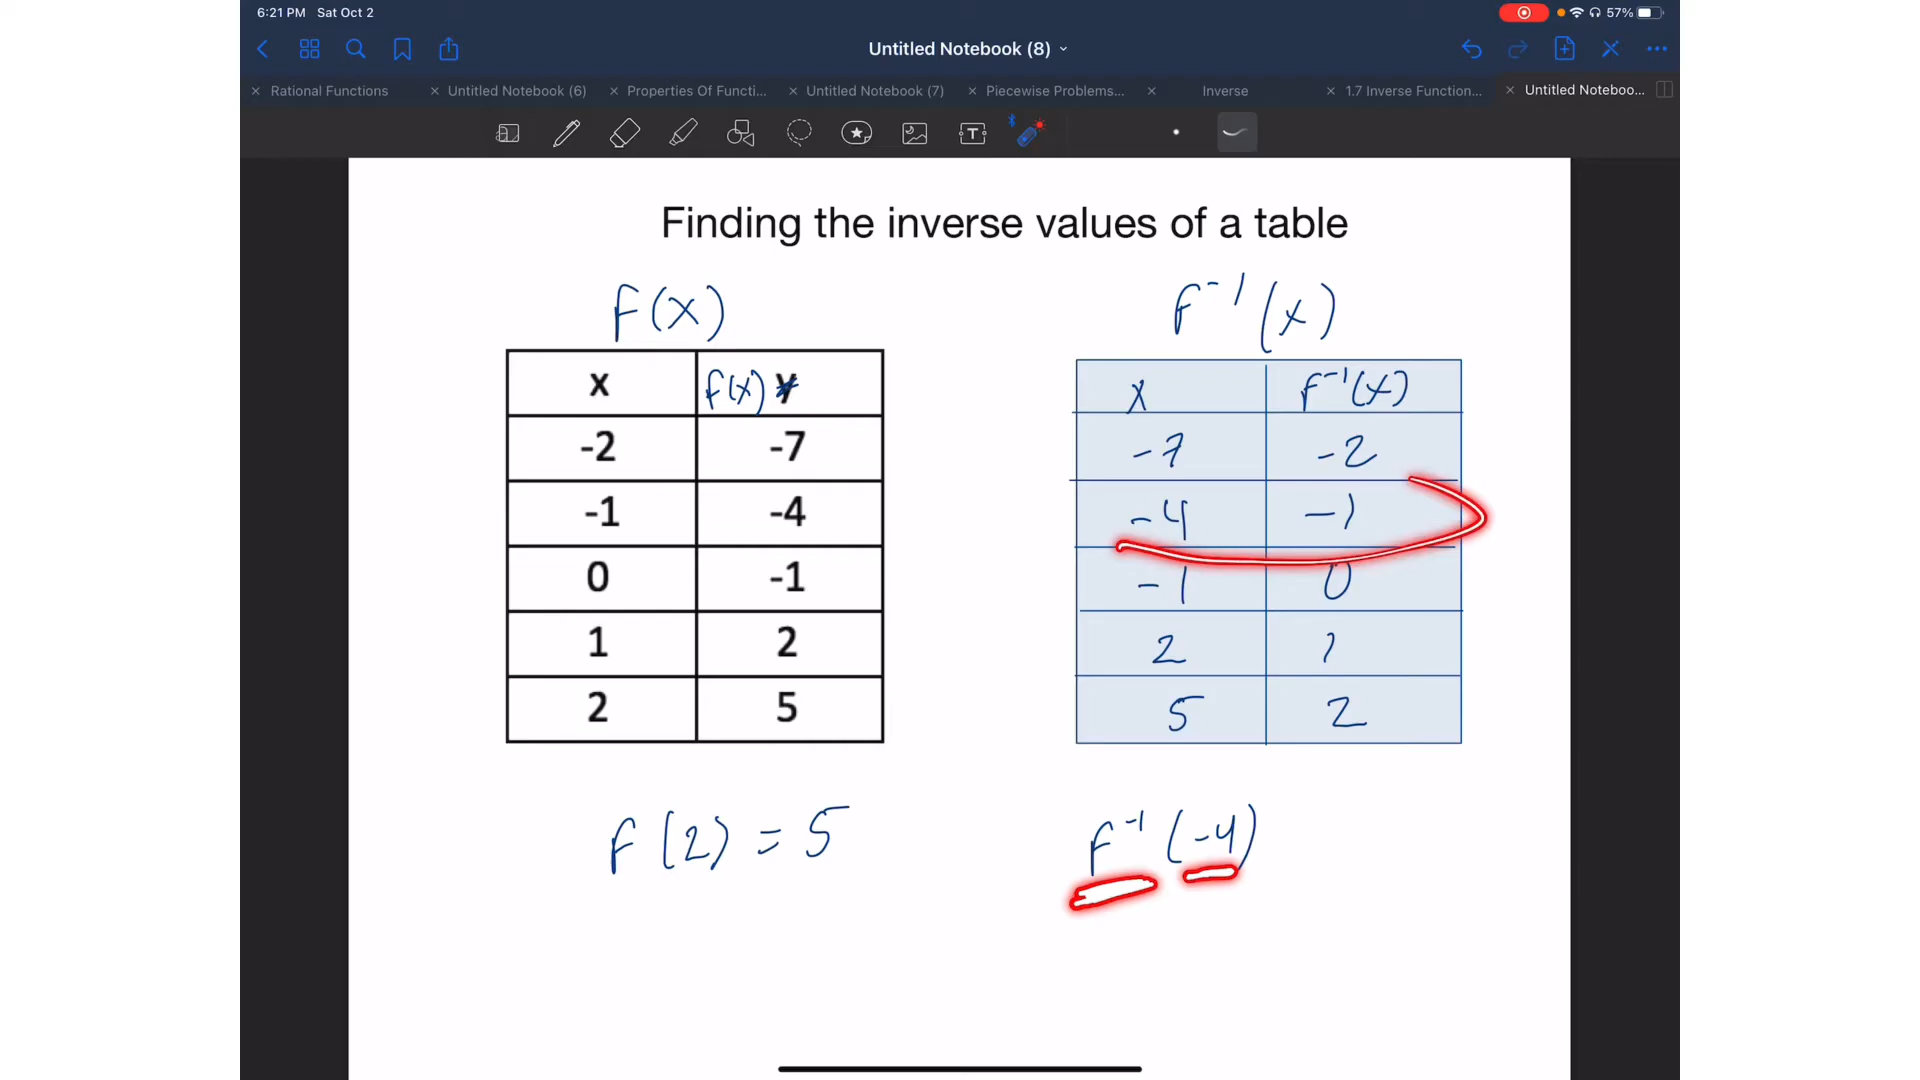 6:21 PM Sat Oct 2 57%
Untitled Notebook (8)
Rational Functions Untitled Notebook (6) Properties Of Functi... Untitled Notebook (7) Piecewise Problems... Inverse 1.7 Inverse Function... Untitled Noteboo...
Finding the inverse values of a table
F(x) F⁻¹(x)
x f(x) y x F⁻¹(x)
-2 -7 -7 -2
-1 -4 -4 -1
0 -1 -1 0
1 2 2 1
2 5 5 2
F(2) = 5 F⁻¹(-4)